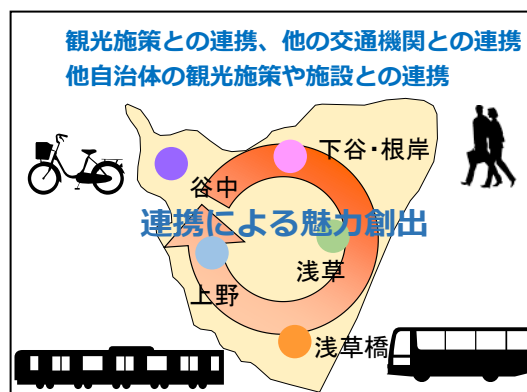 観光施策との連携、他の交通機関との連携
他自治体の観光施策や施設との連携
下谷・根岸
谷中
連携による魅力創出
浅草
上野
浅草橋